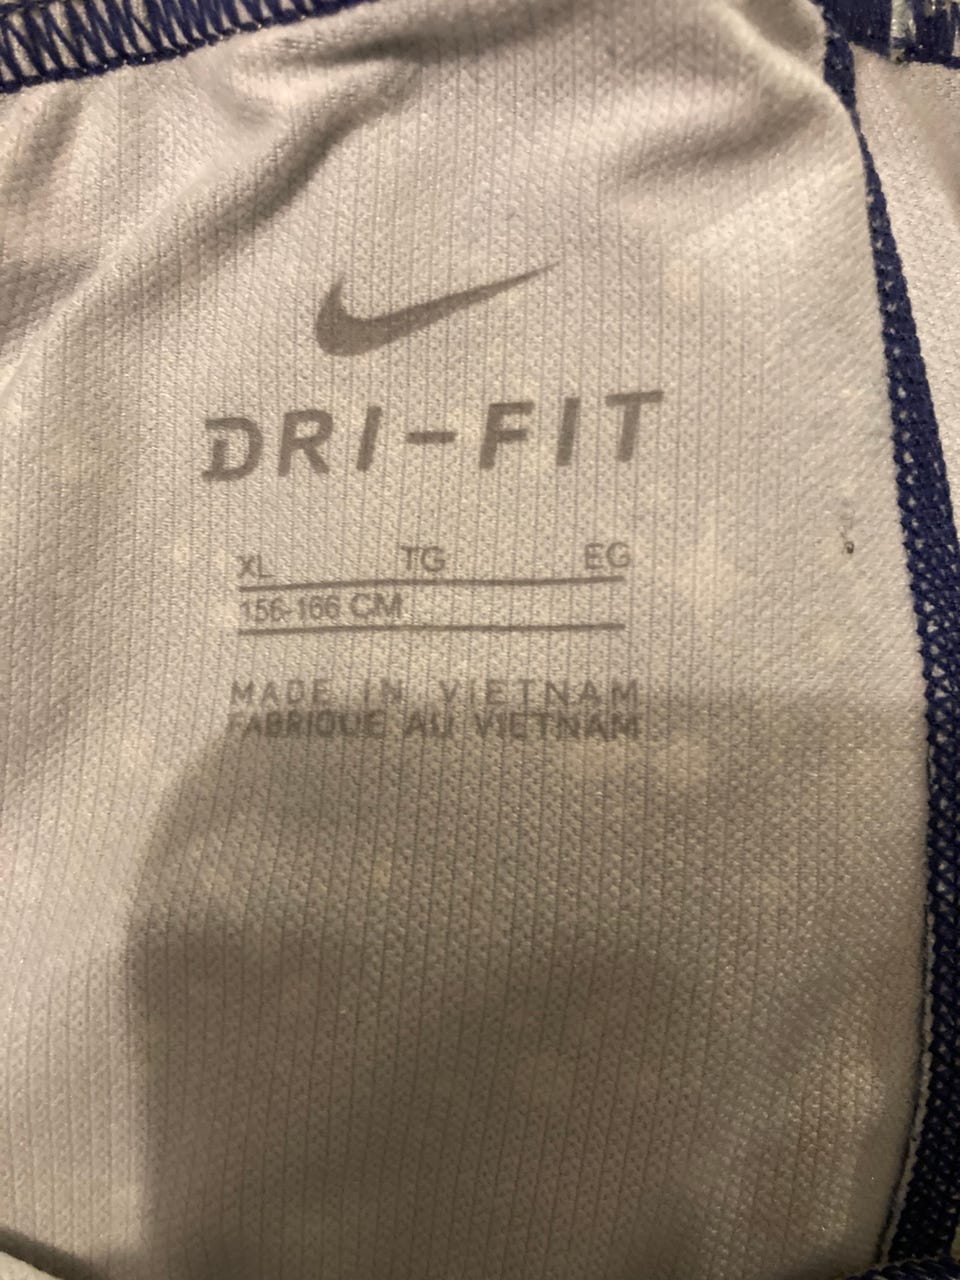 DRI-FIT
XL TG EG
156-166 CM
MADE IN VIETNAM
FABRIQUE AU VIETNAM